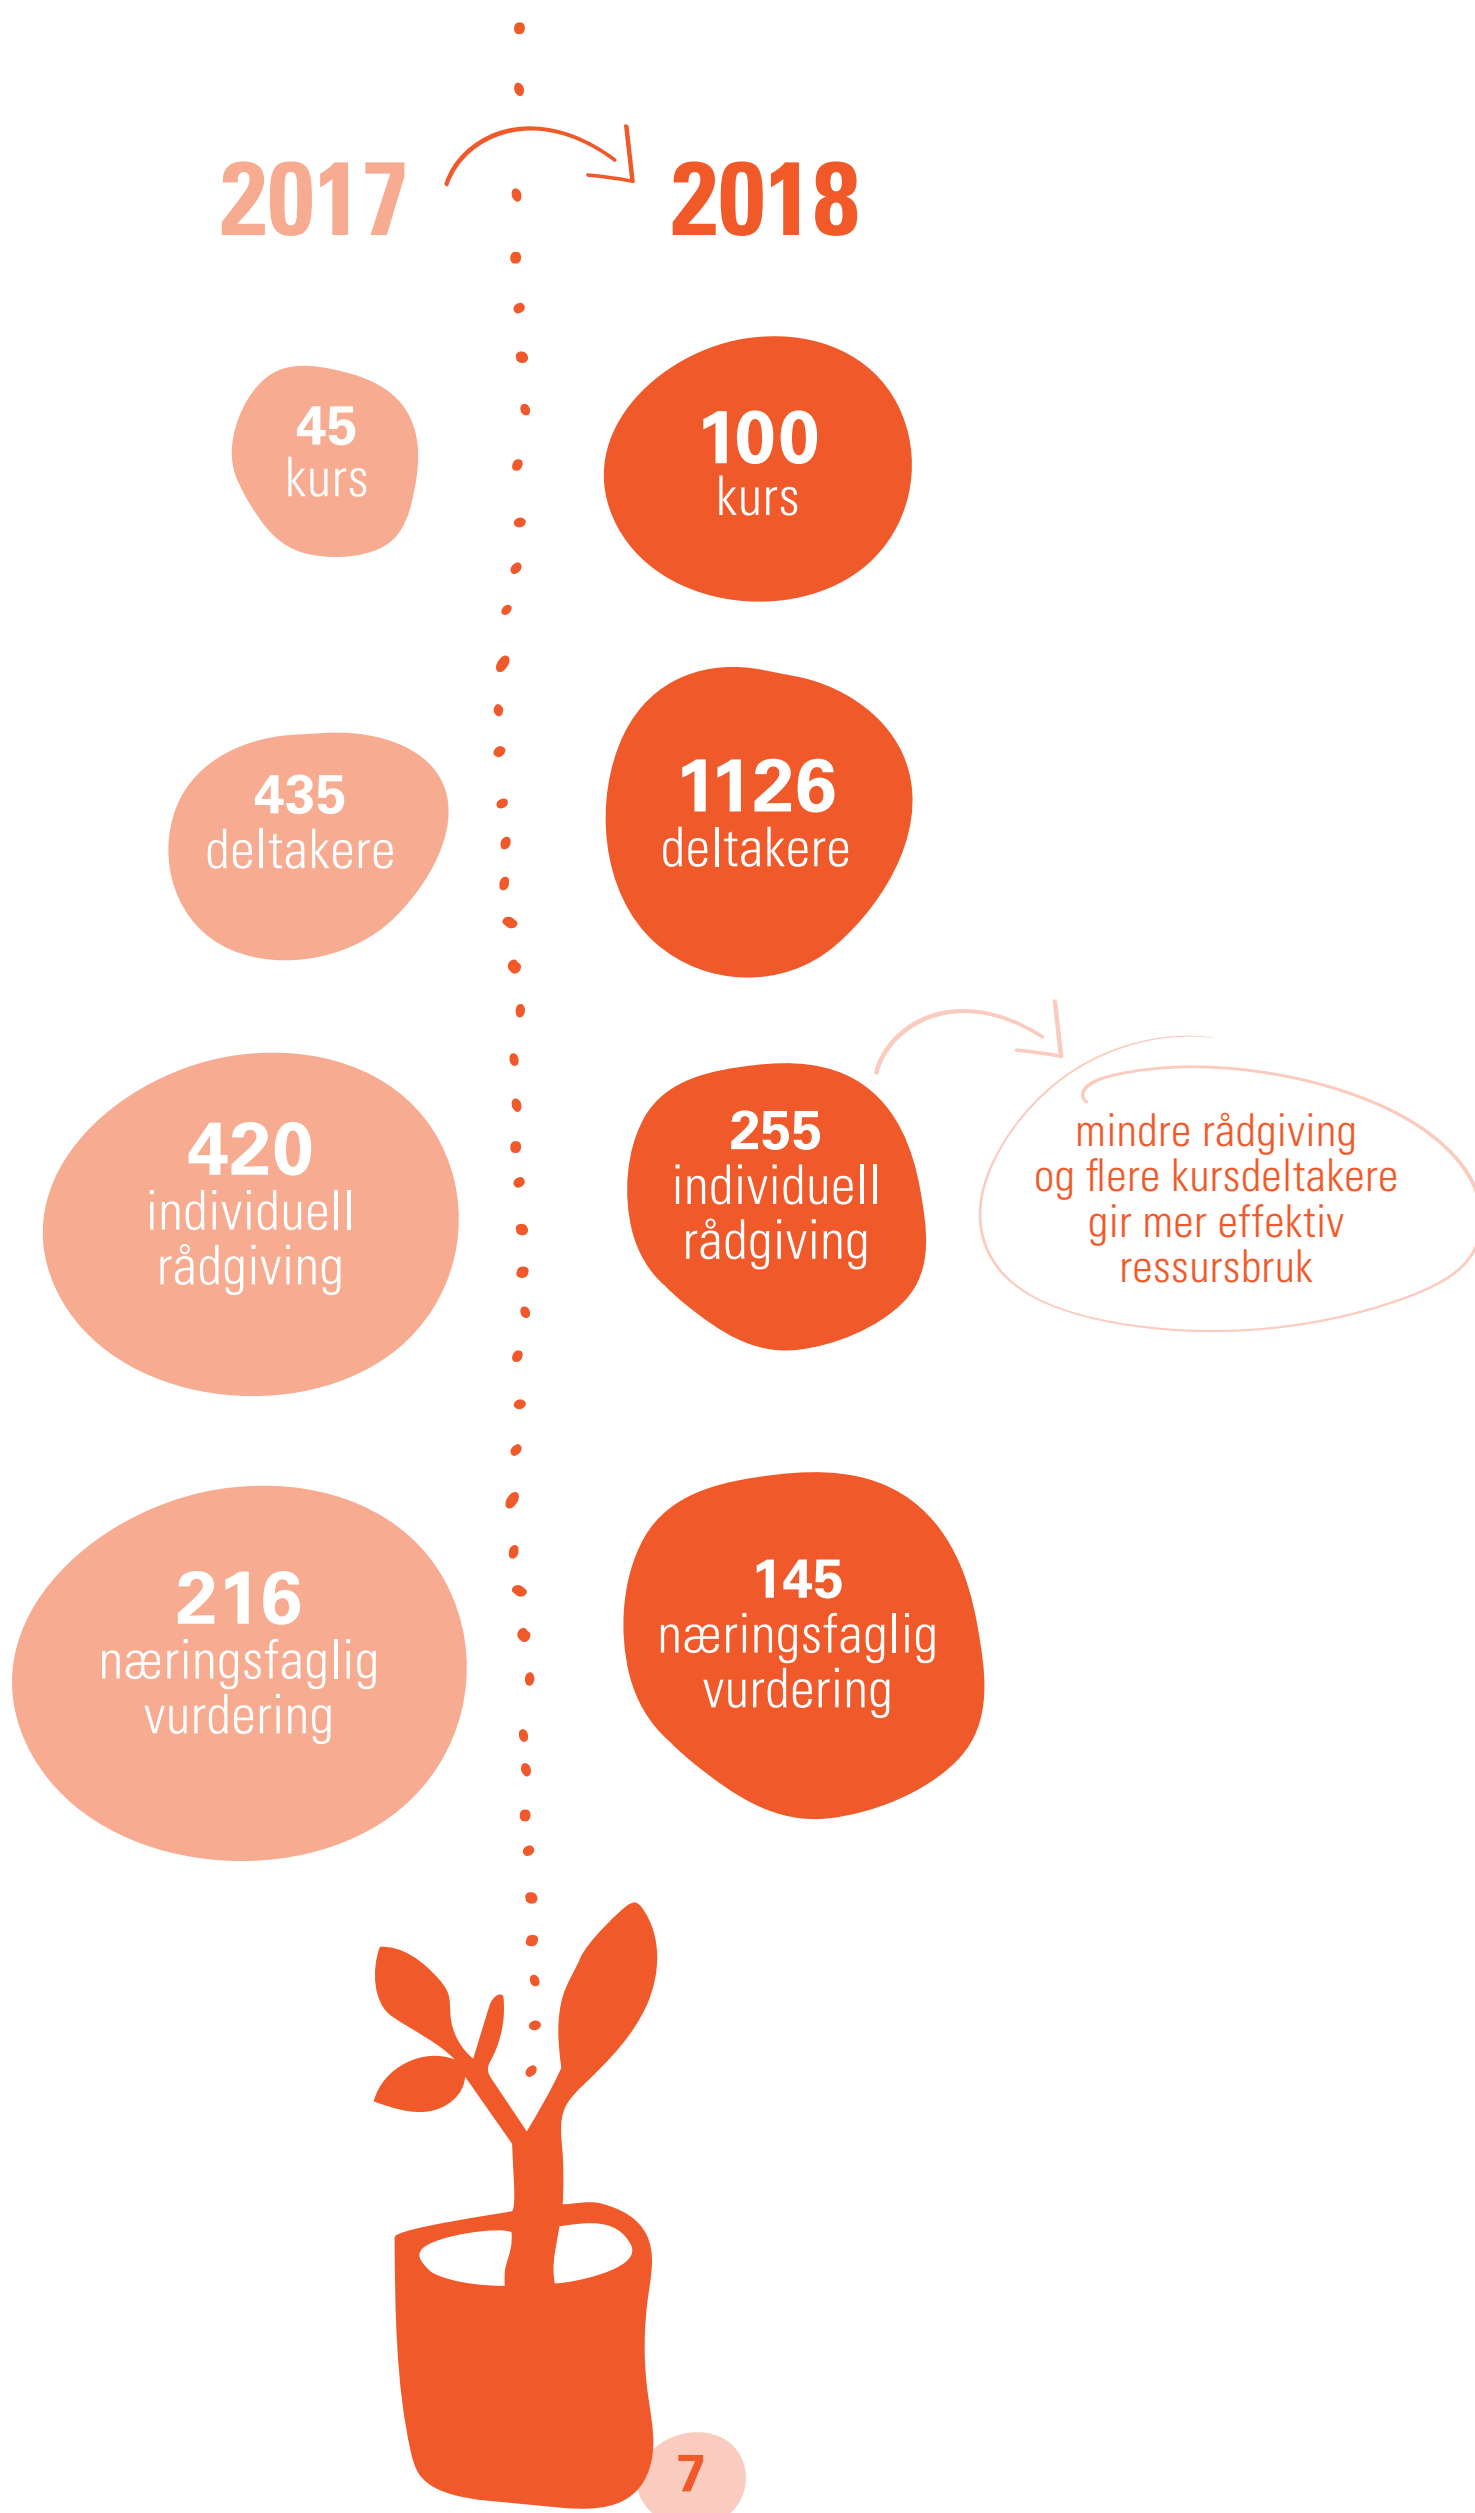 2017
2018
45
kurs
100
kurs
435
deltakere
1126
deltakere
420
individuell
rådgiving
255
individuell
rådgiving
mindre rådgiving
og flere kursdeltakere
gir mer effektiv
ressursbruk
216
næringsfaglig
vurdering
145
næringsfaglig
vurdering
7